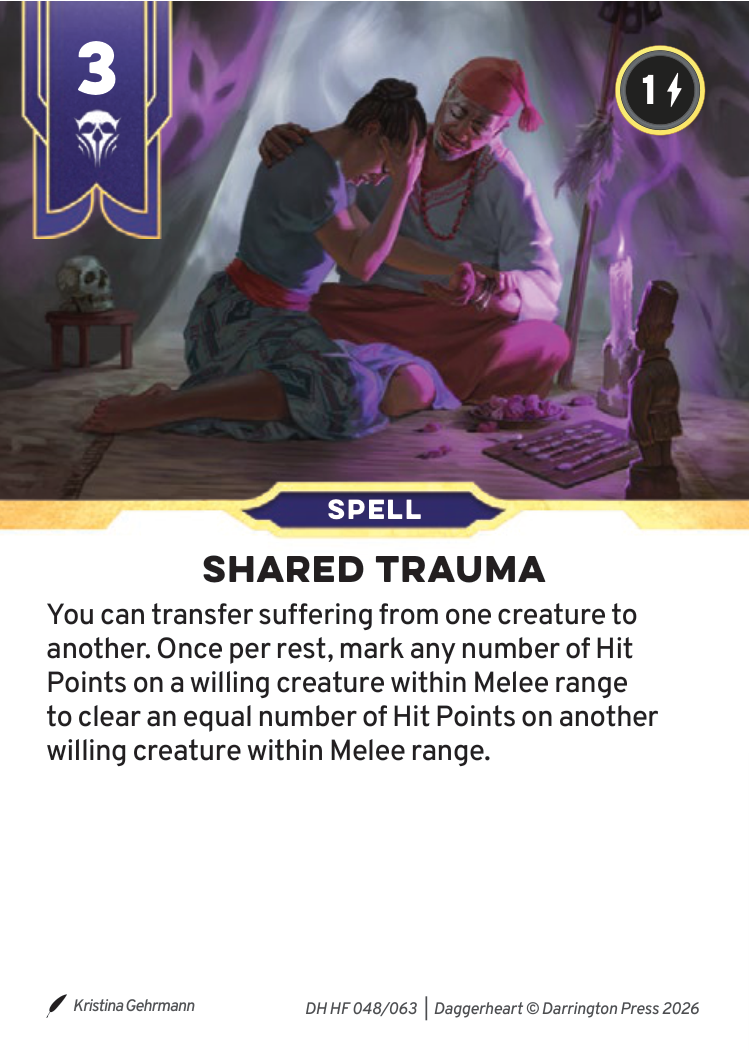 3
1
SPELL
SHARED TRAUMA
You can transfer suffering from one creature to
another. Once per rest, mark any number of Hit
Points on a willing creature within Melee range
to clear an equal number of Hit Points on another
willing creature within Melee range.
Kristina Gehrmann
DH HF 048/063 | Daggerheart © Darrington Press 2026